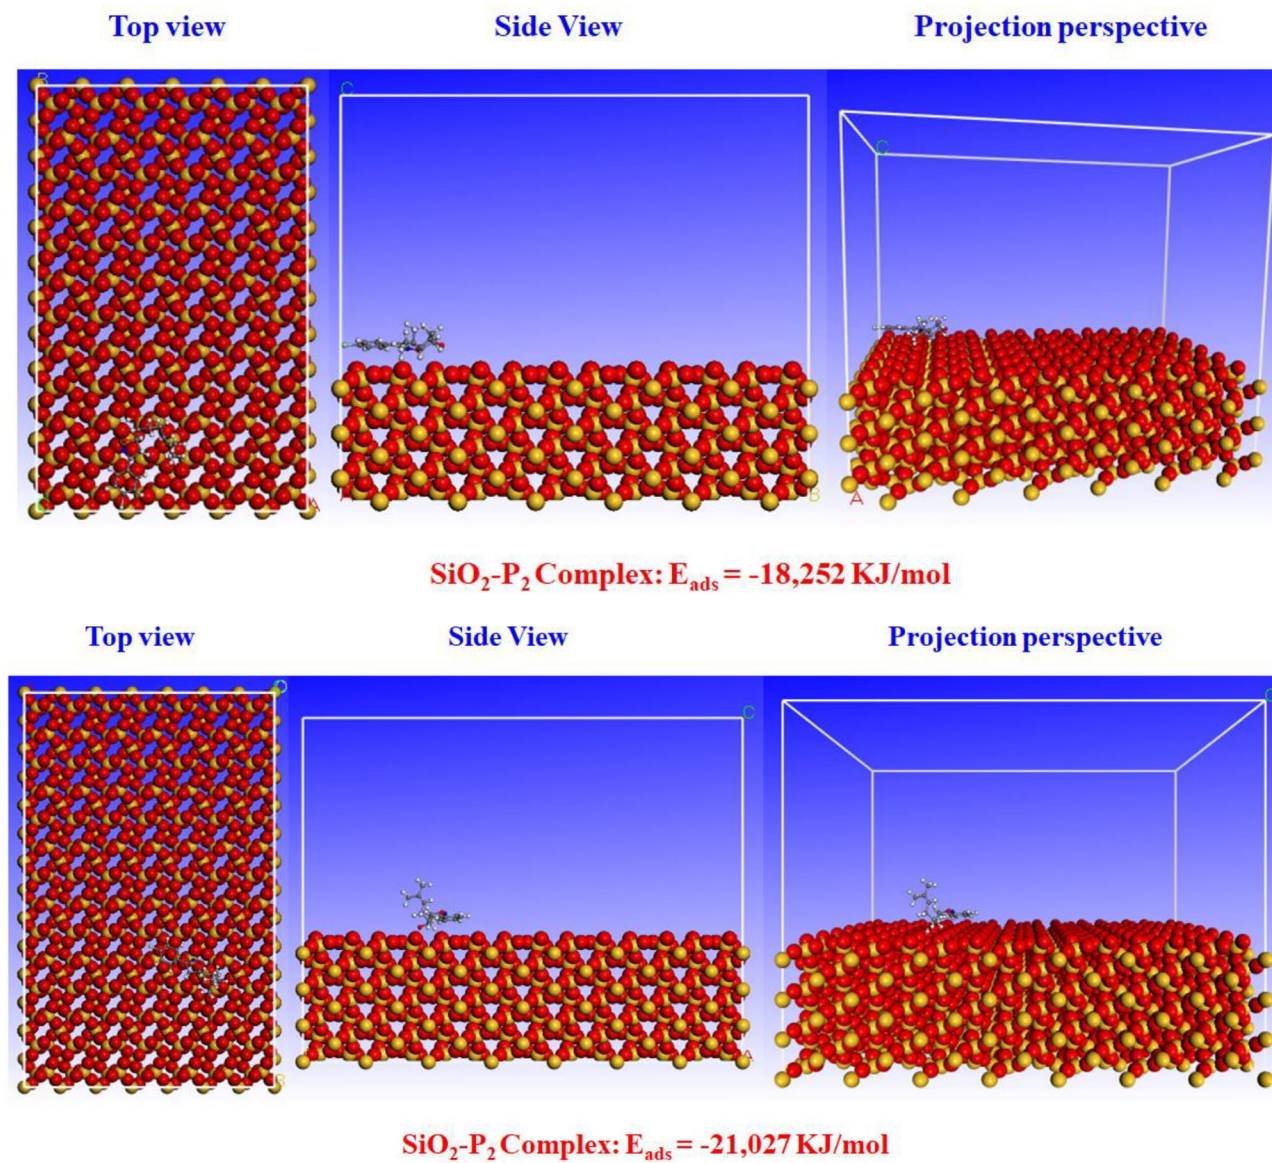 Top view Side View Projection perspective
B C C
A A B A
SiO₂-P₂ Complex: Eₐds = -18,252 KJ/mol
Top view Side View Projection perspective
C C
B A
SiO₂-P₂ Complex: Eₐds = -21,027 KJ/mol